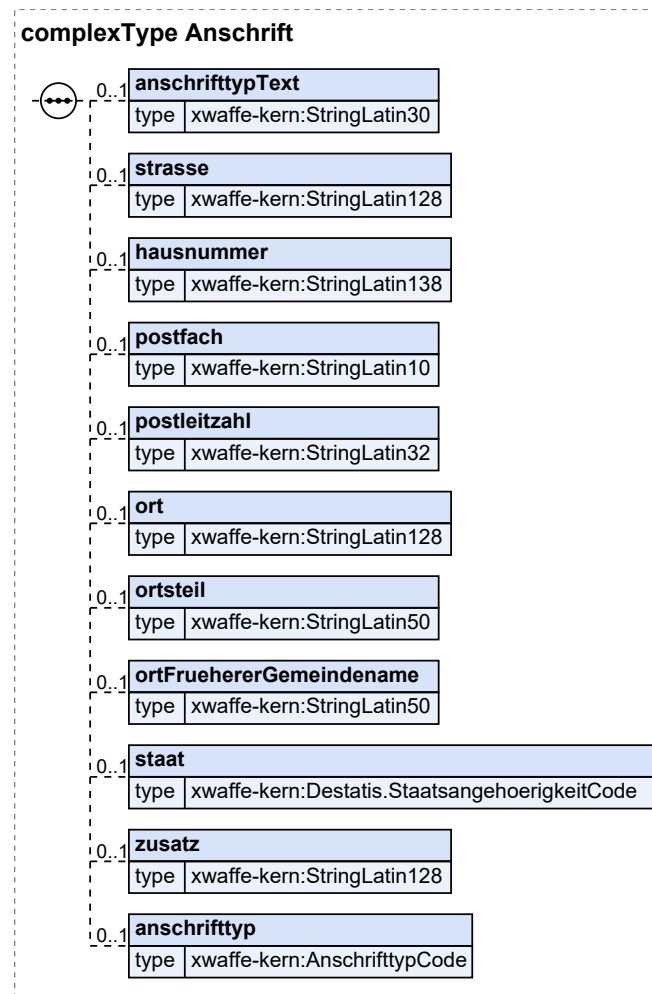 complexType Anschrift
0..1 anschrifttypText
type xwaffe-kern:StringLatin30
0..1 strasse
type xwaffe-kern:StringLatin128
0..1 hausnummer
type xwaffe-kern:StringLatin138
0..1 postfach
type xwaffe-kern:StringLatin10
0..1 postleitzahl
type xwaffe-kern:StringLatin32
0..1 ort
type xwaffe-kern:StringLatin128
0..1 ortsteil
type xwaffe-kern:StringLatin50
0..1 ortFruehererGemeindename
type xwaffe-kern:StringLatin50
0..1 staat
type xwaffe-kern:Destatis.StaatsangehoerigkeitCode
0..1 zusatz
type xwaffe-kern:StringLatin128
0..1 anschrifttyp
type xwaffe-kern:AnschrifttypCode